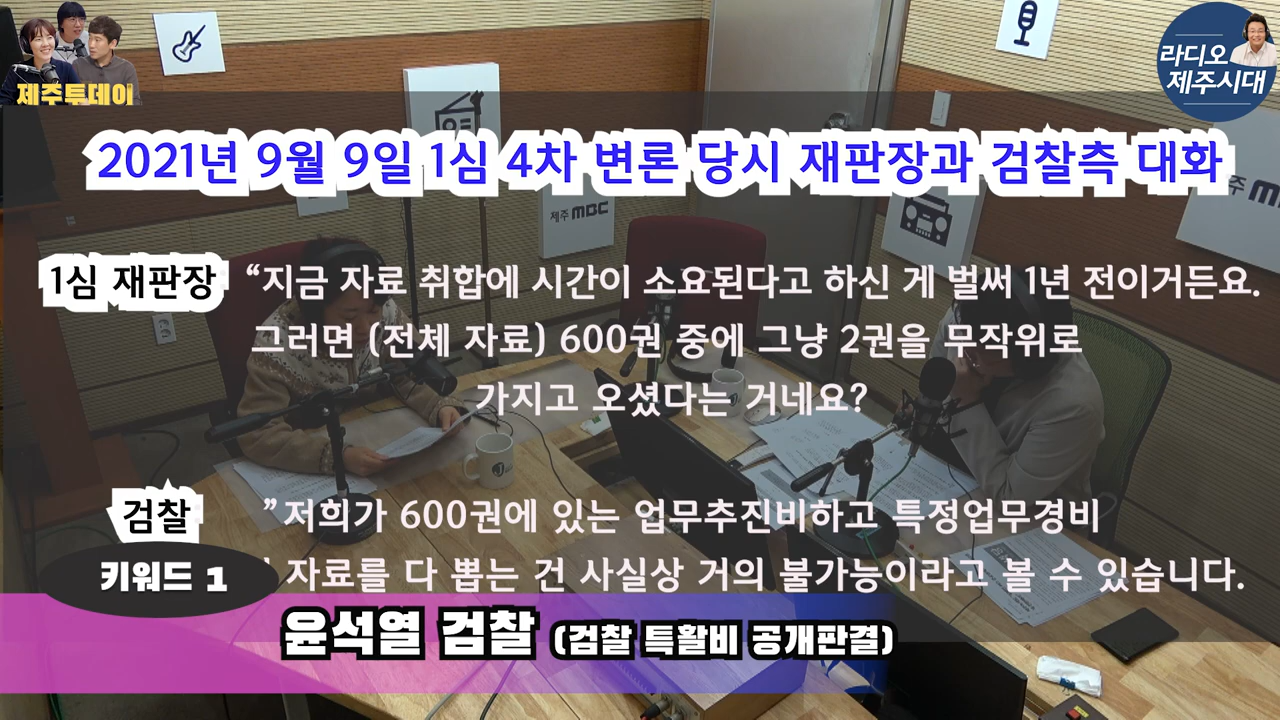 제주투데이
라디오
제주시대
2021년 9월 9일 1심 4차 변론 당시 재판장과 검찰측 대화
제주 MBC
제주
1심 재판장 “지금 자료 취합에 시간이 소요된다고 하신 게 벌써 1년 전이거든요.
그러면 (전체 자료) 600권 중에 그냥 2권을 무작위로
가지고 오셨다는 거네요?
검찰 ”저희가 600권에 있는 업무추진비하고 특정업무경비
자료를 다 뽑는 건 사실상 거의 불가능이라고 볼 수 있습니다.
키워드 1
윤석열 검찰 (검찰 특활비 공개판결)